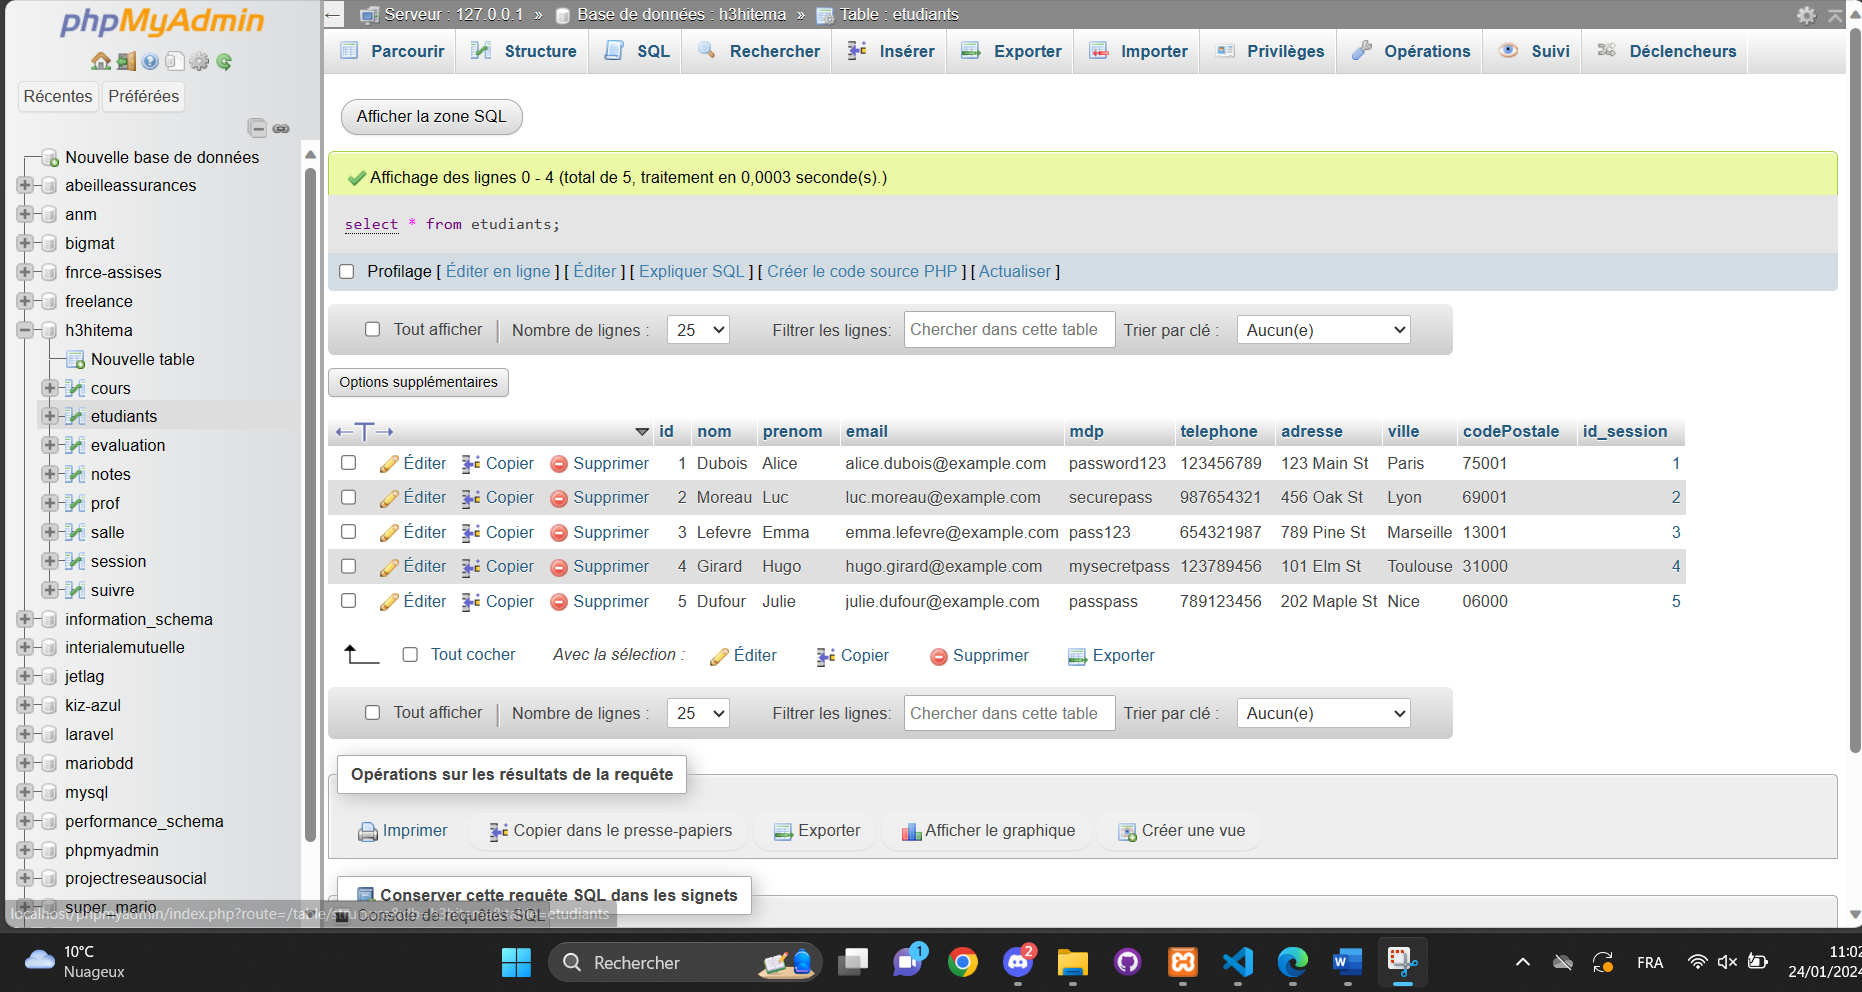 phpMyAdmin
Récentes Préférées
Nouvelle base de données
abeilleassurances
anm
bigmat
fnrce-assises
freelance
h3hitema
Nouvelle table
cours
etudiants
evaluation
notes
prof
salle
session
suivre
information_schema
interialemutuelle
jetlag
kiz-azul
laravel
mariobdd
mysql
performance_schema
phpmyadmin
projectreseausocial
super_mario
Serveur : 127.0.0.1 » Base de données : h3hitema » Table : etudiants
Parcourir Structure SQL Rechercher Insérer Exporter Importer Privilèges Opérations Suivi Déclencheurs
Afficher la zone SQL
Affichage des lignes 0 - 4 (total de 5, traitement en 0,0003 seconde(s).)
select * from etudiants;
Profilage [ Éditer en ligne ] [ Éditer ] [ Expliquer SQL ] [ Créer le code source PHP ] [ Actualiser ]
Tout afficher | Nombre de lignes : 25 Filtrer les lignes: Chercher dans cette table Trier par clé : Aucun(e)
Options supplémentaires
←T→ id nom prenom email mdp telephone adresse ville codePostale id_session
Éditer Copier Supprimer 1 Dubois Alice alice.dubois@example.com password123 123456789 123 Main St Paris 75001 1
Éditer Copier Supprimer 2 Moreau Luc luc.moreau@example.com securepass 987654321 456 Oak St Lyon 69001 2
Éditer Copier Supprimer 3 Lefevre Emma emma.lefevre@example.com pass123 654321987 789 Pine St Marseille 13001 3
Éditer Copier Supprimer 4 Girard Hugo hugo.girard@example.com mysecretpass 123789456 101 Elm St Toulouse 31000 4
Éditer Copier Supprimer 5 Dufour Julie julie.dufour@example.com passpass 789123456 202 Maple St Nice 06000 5
Tout cocher Avec la sélection : Éditer Copier Supprimer Exporter
Tout afficher | Nombre de lignes : 25 Filtrer les lignes: Chercher dans cette table Trier par clé : Aucun(e)
Opérations sur les résultats de la requête
Imprimer Copier dans le presse-papiers Exporter Afficher le graphique Créer une vue
Conserver cette requête SQL dans les signets
Console de requêtes SQL
10°C
Nuageux
Rechercher
1
2
FRA
11:02
24/01/2024